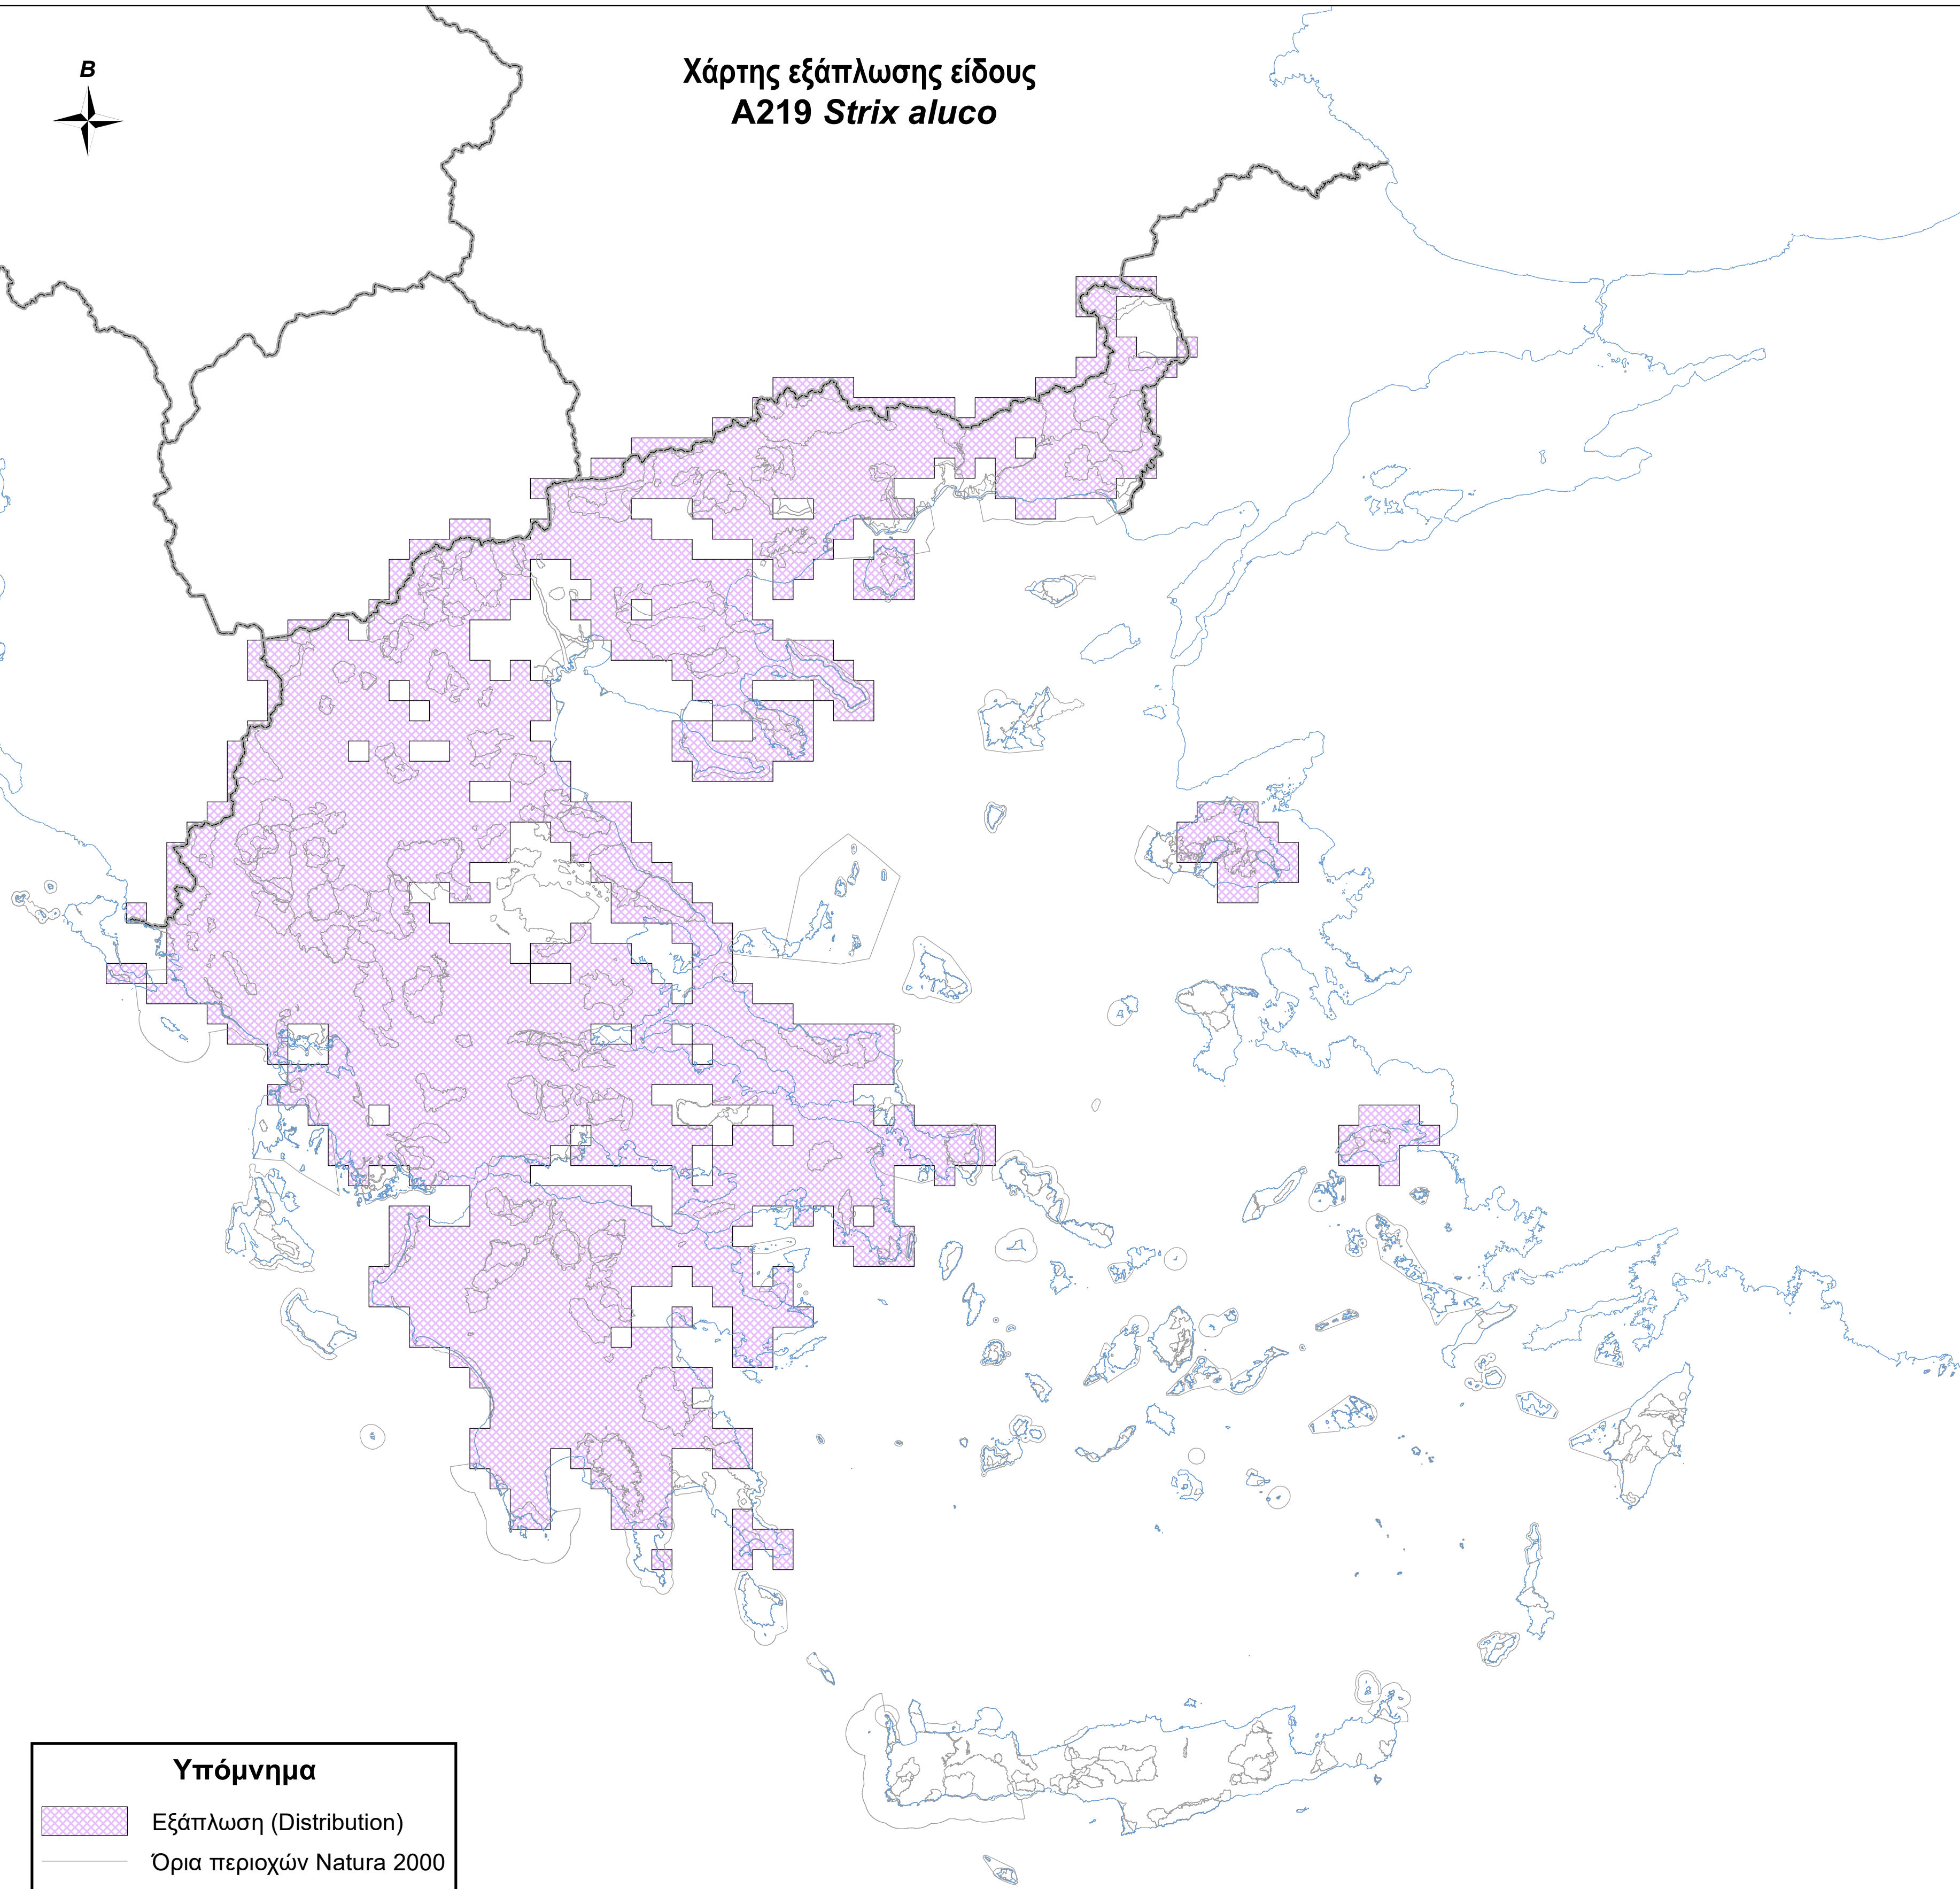 B
Χάρτης εξάπλωσης είδους
A219 Strix aluco
Υπόμνημα
Εξάπλωση (Distribution)
Όρια περιοχών Natura 2000